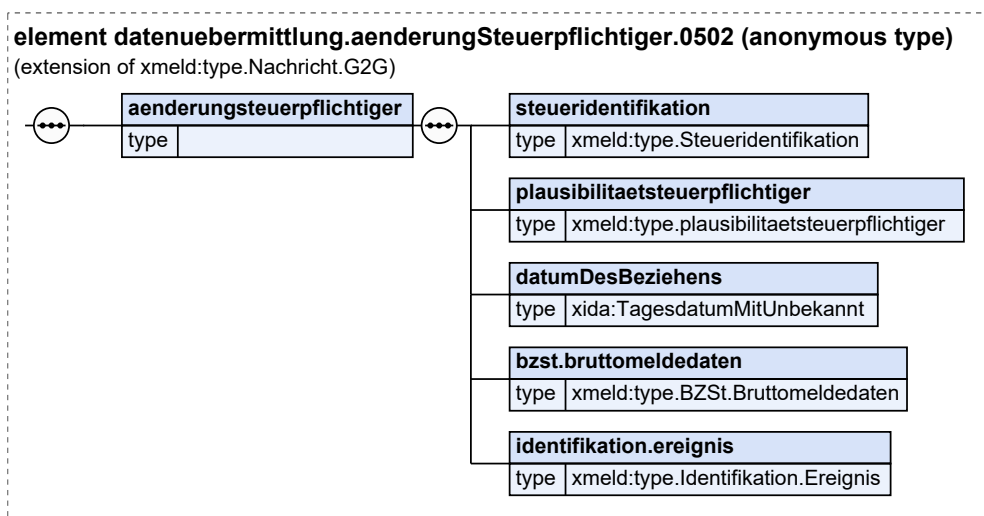 element datenuebermittlung.aenderungSteuerpflichtiger.0502 (anonymous type)
(extension of xmeld:type.Nachricht.G2G)
aenderungsteuerpflichtiger
type
steueridentifikation
type xmeld:type.Steueridentifikation
plausibilitaetsteuerpflichtiger
type xmeld:type.plausibilitaetsteuerpflichtiger
datumDesBeziehens
type xida:TagesdatumMitUnbekannt
bzst.bruttomeldedaten
type xmeld:type.BZSt.Bruttomeldedaten
identifikation.ereignis
type xmeld:type.Identifikation.Ereignis